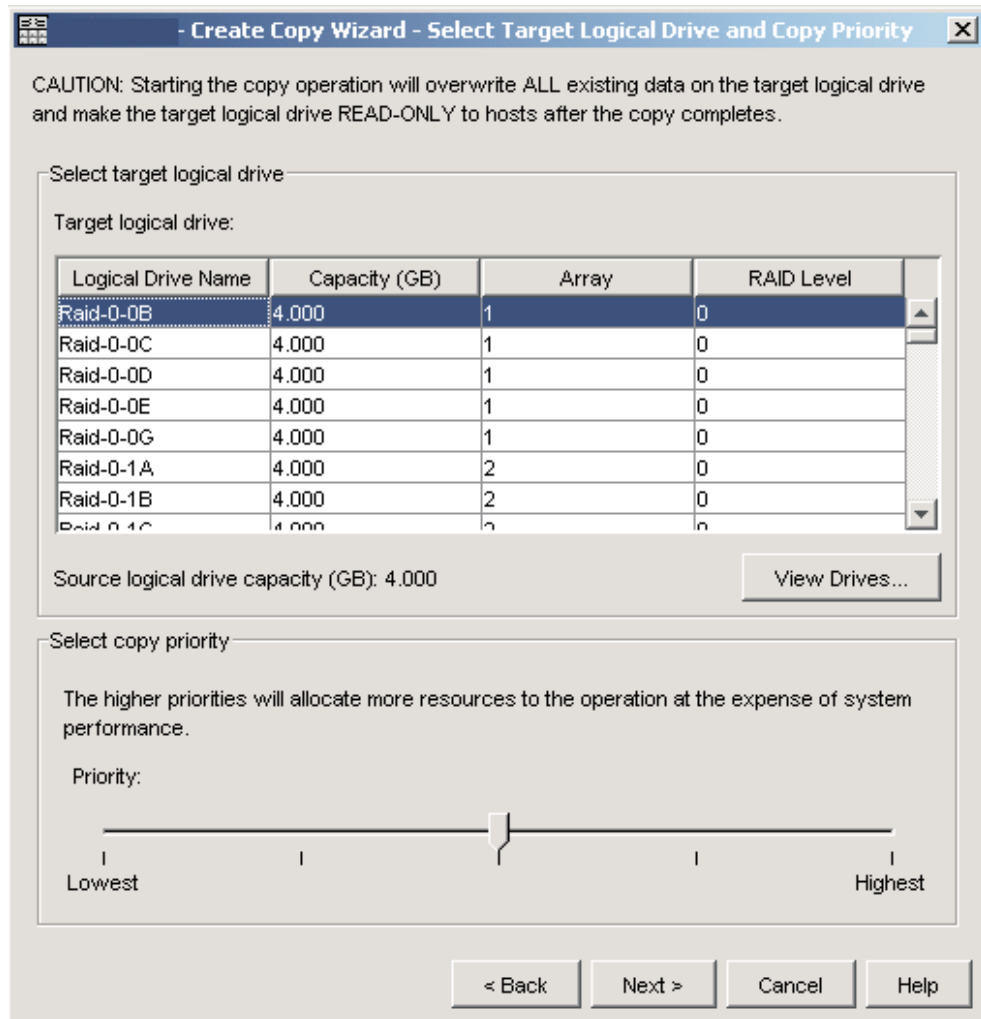 - Create Copy Wizard - Select Target Logical Drive and Copy Priority
CAUTION: Starting the copy operation will overwrite ALL existing data on the target logical drive
and make the target logical drive READ-ONLY to hosts after the copy completes.
Select target logical drive
Target logical drive:
Logical Drive Name Capacity (GB) Array RAID Level
Raid-0-0B 4.000 1 0
Raid-0-0C 4.000 1 0
Raid-0-0D 4.000 1 0
Raid-0-0E 4.000 1 0
Raid-0-0G 4.000 1 0
Raid-0-1A 4.000 2 0
Raid-0-1B 4.000 2 0
Raid-0-1C 4.000 2 0
Source logical drive capacity (GB): 4.000 View Drives...
Select copy priority
The higher priorities will allocate more resources to the operation at the expense of system
performance.
Priority:
Lowest Highest
< Back Next > Cancel Help